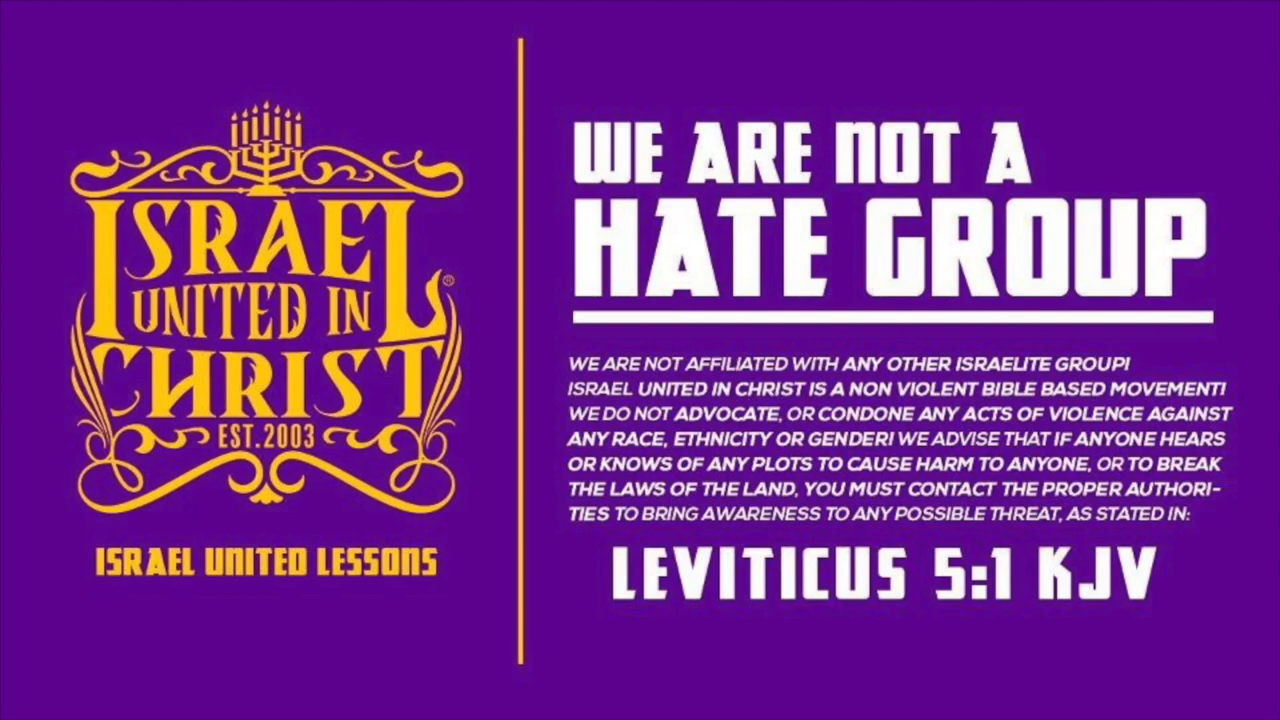 ISRAEL
UNITED IN
CHRIST
EST. 2003
®
ISRAEL UNITED LESSONS
WE ARE NOT A
HATE GROUP
WE ARE NOT AFFILIATED WITH ANY OTHER ISRAELITE GROUP!
ISRAEL UNITED IN CHRIST IS A NON VIOLENT BIBLE BASED MOVEMENT!
WE DO NOT ADVOCATE, OR CONDONE ANY ACTS OF VIOLENCE AGAINST
ANY RACE, ETHNICITY OR GENDER! WE ADVISE THAT IF ANYONE HEARS
OR KNOWS OF ANY PLOTS TO CAUSE HARM TO ANYONE, OR TO BREAK
THE LAWS OF THE LAND, YOU MUST CONTACT THE PROPER AUTHORI-
TIES TO BRING AWARENESS TO ANY POSSIBLE THREAT, AS STATED IN:
LEVITICUS 5:1 KJV